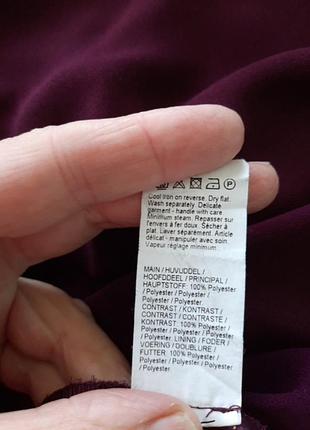 Cool Iron on reverse. Dry flat.
Wash separately. Delicate
garment - handle with care
Minimum steam. Repasser sur
l'envers à fer doux. Sécher à
plat. Laver séparément. Article
délicat - manipuler avec soin.
Vapeur réglage minimum.
MAIN / HUVUDDEL /
HOOFDDEEL / PRINCIPAL /
HAUPTSTOFF: 100% Polyester
/ Polyester / Polyester /
Polyester / Polyester
CONTRAST / KONTRAST /
CONTRAST / CONTRASTE /
KONTRAST: 100% Polyester /
Polyester / Polyester / Polyester
/ Polyester. LINING / FODER /
VOERING / DOUBLURE /
FUTTER: 100% Polyester /
Polyester / Polyester / Polyester
/ Polyester